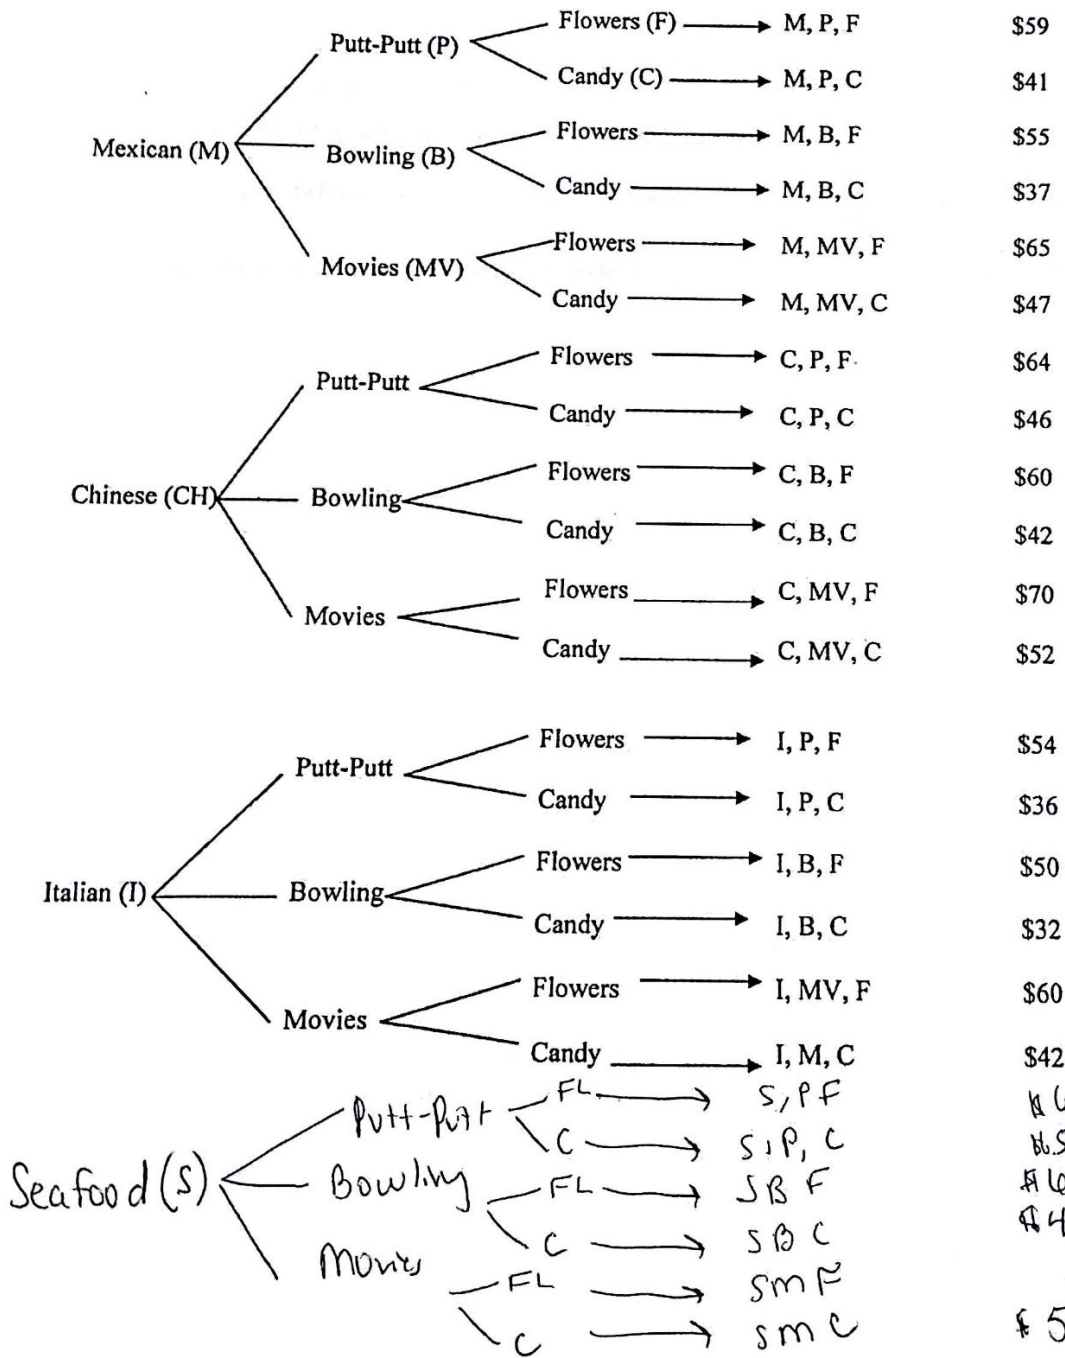 Flowers (F) M, P, F $59
Putt-Putt (P)
Candy (C) M, P, C $41
Flowers M, B, F $55
Mexican (M) Bowling (B)
Candy M, B, C $37
Flowers M, MV, F $65
Movies (MV)
Candy M, MV, C $47
Flowers C, P, F $64
Putt-Putt
Candy C, P, C $46
Flowers C, B, F $60
Chinese (CH) Bowling
Candy C, B, C $42
Flowers C, MV, F $70
Movies
Candy C, MV, C $52
Flowers I, P, F $54
Putt-Putt
Candy I, P, C $36
Flowers I, B, F $50
Italian (I) Bowling
Candy I, B, C $32
Flowers I, MV, F $60
Movies
Candy I, M, C $42
Putt-Putt FL S, P F
C S, P, C
Seafood (S) Bowling FL S B F
C S B C
Movies FL S m F
C S m C